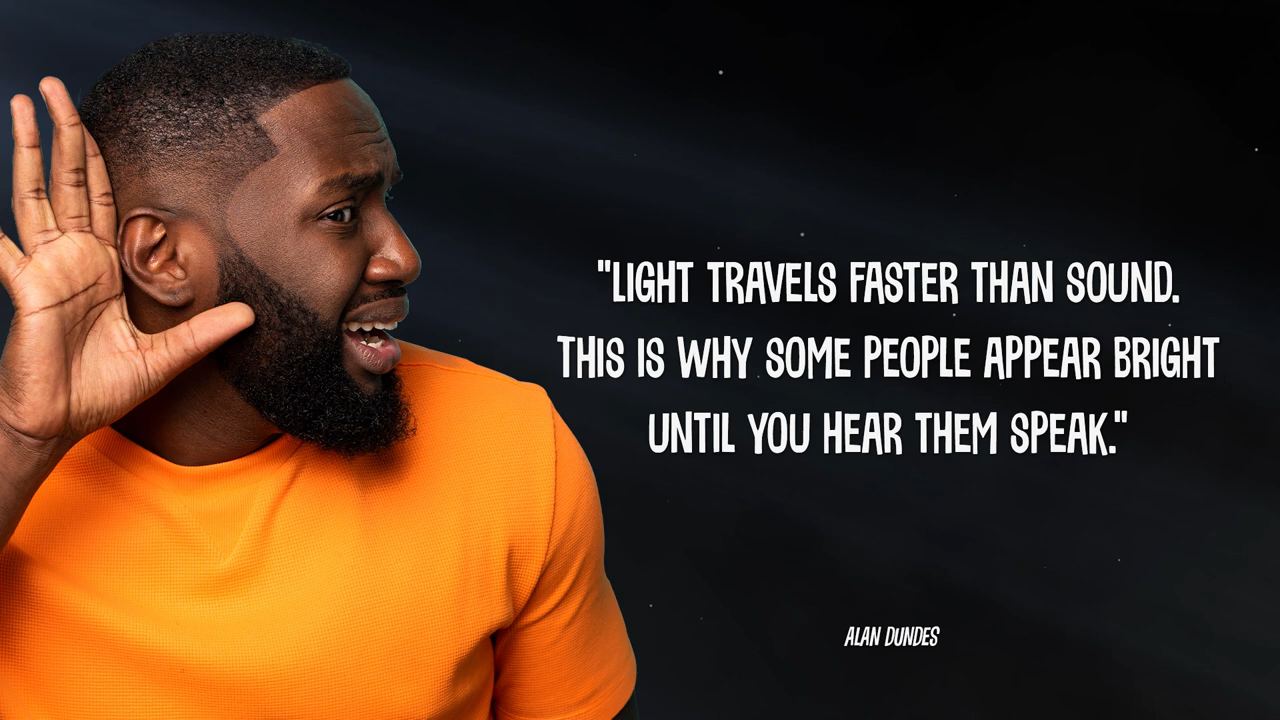 "LIGHT TRAVELS FASTER THAN SOUND.
THIS IS WHY SOME PEOPLE APPEAR BRIGHT
UNTIL YOU HEAR THEM SPEAK."
ALAN DUNDES